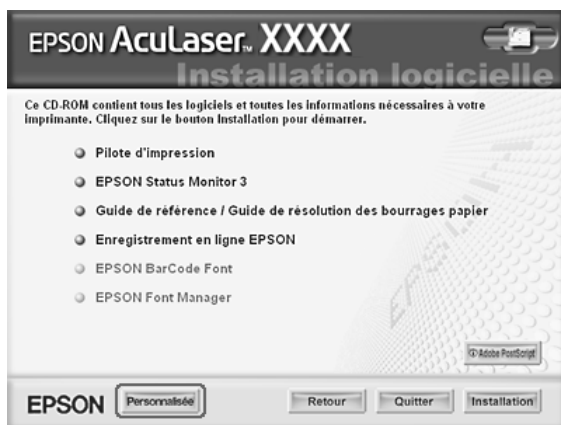 EPSON AcuLaser™ XXXX
Installation logicielle
Ce CD-ROM contient tous les logiciels et toutes les informations nécessaires à votre
imprimante. Cliquez sur le bouton Installation pour démarrer.
Pilote d'impression
EPSON Status Monitor 3
Guide de référence / Guide de résolution des bourrages papier
Enregistrement en ligne EPSON
EPSON BarCode Font
EPSON Font Manager
EPSON
Adobe PostScript
EPSON Personnalisée Retour Quitter Installation